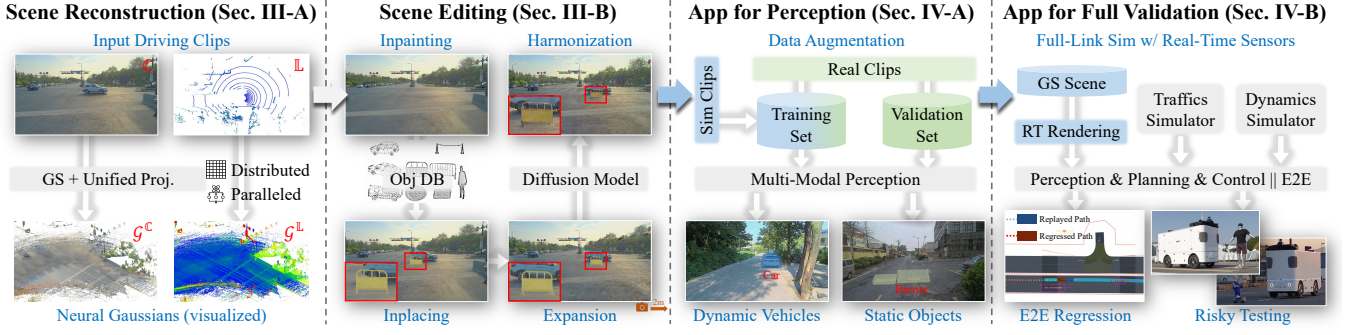 Scene Reconstruction (Sec. III-A)
Input Driving Clips
ℂ
𝕃
GS + Unified Proj.
Distributed
Paralleled
𝒢^ℂ
𝒢^𝕃
Neural Gaussians (visualized)
Scene Editing (Sec. III-B)
Inpainting
Harmonization
Obj DB
Diffusion Model
2m
Inplacing
Expansion
App for Perception (Sec. IV-A)
Data Augmentation
Sim Clips
Real Clips
Training
Set
Validation
Set
Multi-Modal Perception
Car
Barrier
Dynamic Vehicles
Static Objects
App for Full Validation (Sec. IV-B)
Full-Link Sim w/ Real-Time Sensors
GS Scene
RT Rendering
Traffics
Simulator
Dynamics
Simulator
Perception & Planning & Control || E2E
Replayed Path
Regressed Path
E2E Regression
Risky Testing